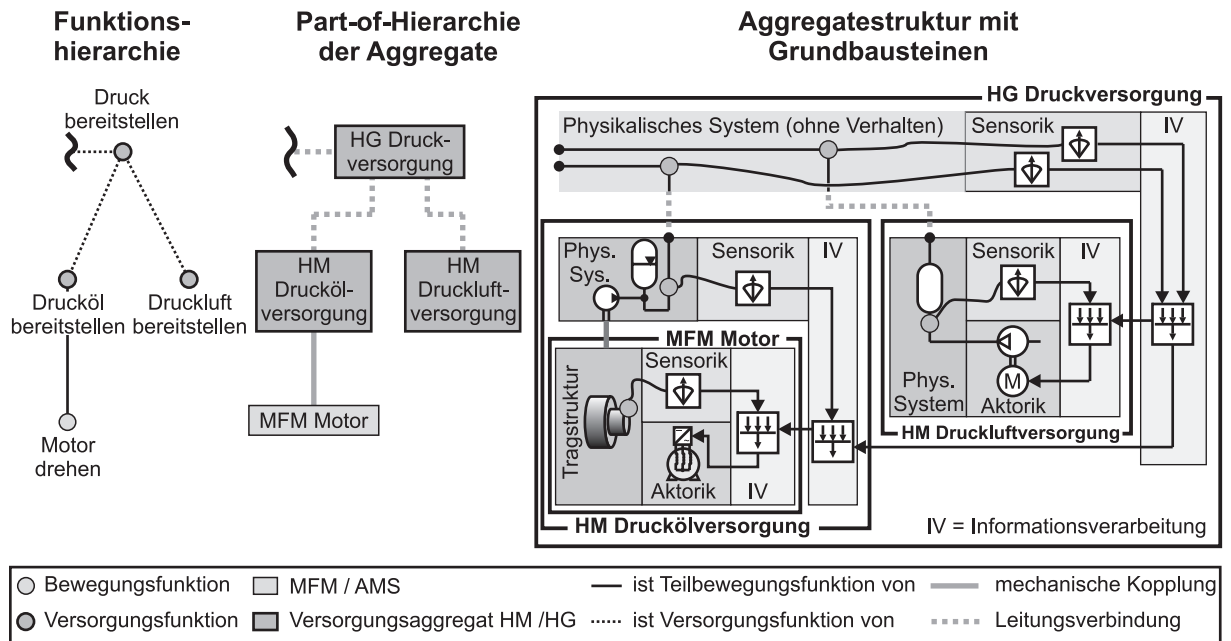 Funktions-
hierarchie
Part-of-Hierarchie
der Aggregate
Aggregatestruktur mit
Grundbausteinen
Druck
bereitstellen
Drucköl
bereitstellen
Druckluft
bereitstellen
Motor
drehen
HG Druck-
versorgung
HM
Drucköl-
versorgung
HM
Druckluft-
versorgung
MFM Motor
HG Druckversorgung
Physikalisches System (ohne Verhalten)
Sensorik
IV
Phys.
Sys.
Sensorik
IV
MFM Motor
Tragstruktur
Sensorik
Aktorik
IV
HM Druckölversorgung
Sensorik
IV
Phys.
System
M
Aktorik
HM Druckluftversorgung
IV = Informationsverarbeitung
Bewegungsfunktion
MFM / AMS
ist Teilbewegungsfunktion von
mechanische Kopplung
Versorgungsfunktion
Versorgungsaggregat HM /HG
ist Versorgungsfunktion von
Leitungsverbindung